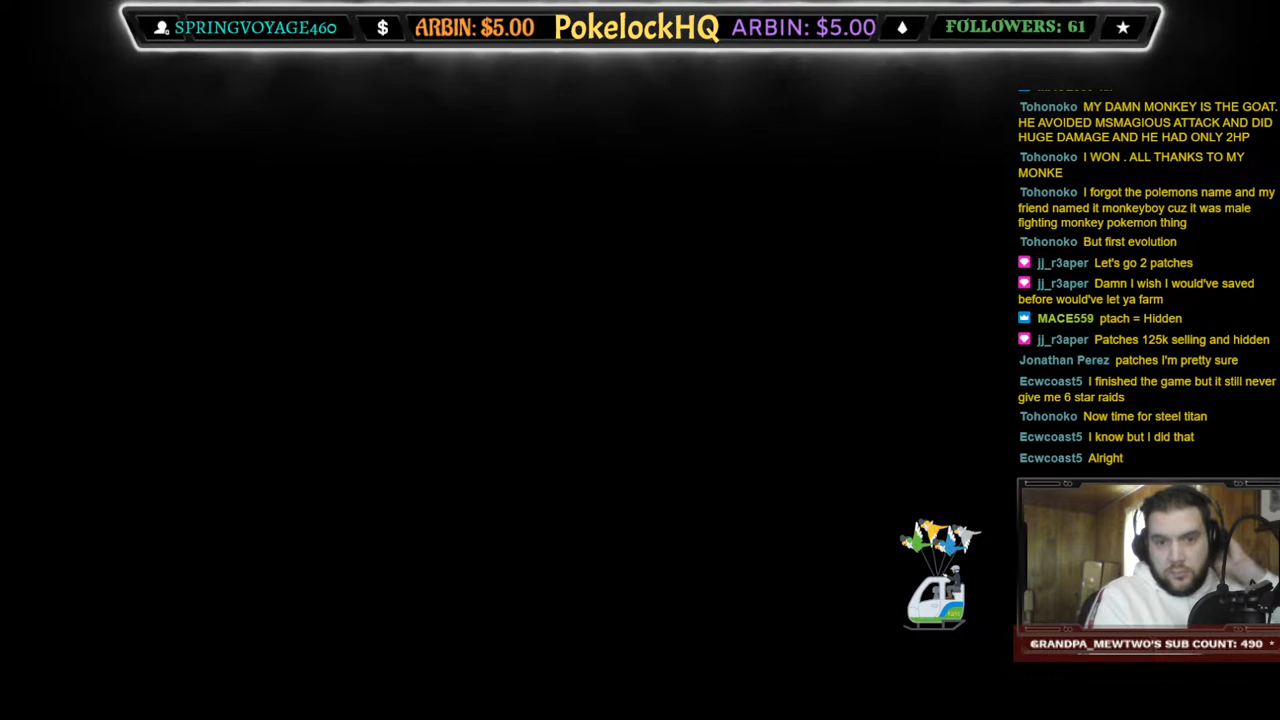 SPRINGVOYAGE460 $ ARBIN: $5.00 PokelockHQ ARBIN: $5.00 FOLLOWERS: 61
Tohonoko MY DAMN MONKEY IS THE GOAT.
HE AVOIDED MSMAGIOUS ATTACK AND DID
HUGE DAMAGE AND HE HAD ONLY 2HP
Tohonoko I WON . ALL THANKS TO MY
MONKE
Tohonoko I forgot the polemons name and my
friend named it monkeyboy cuz it was male
fighting monkey pokemon thing
Tohonoko But first evolution
jj_r3aper Let's go 2 patches
jj_r3aper Damn I wish I would've saved
before would've let ya farm
MACE559 ptach = Hidden
jj_r3aper Patches 125k selling and hidden
Jonathan Perez patches I'm pretty sure
Ecwcoast5 I finished the game but it still never
give me 6 star raids
Tohonoko Now time for steel titan
Ecwcoast5 I know but I did that
Ecwcoast5 Alright
GRANDPA_MEWTWO'S SUB COUNT: 490 *